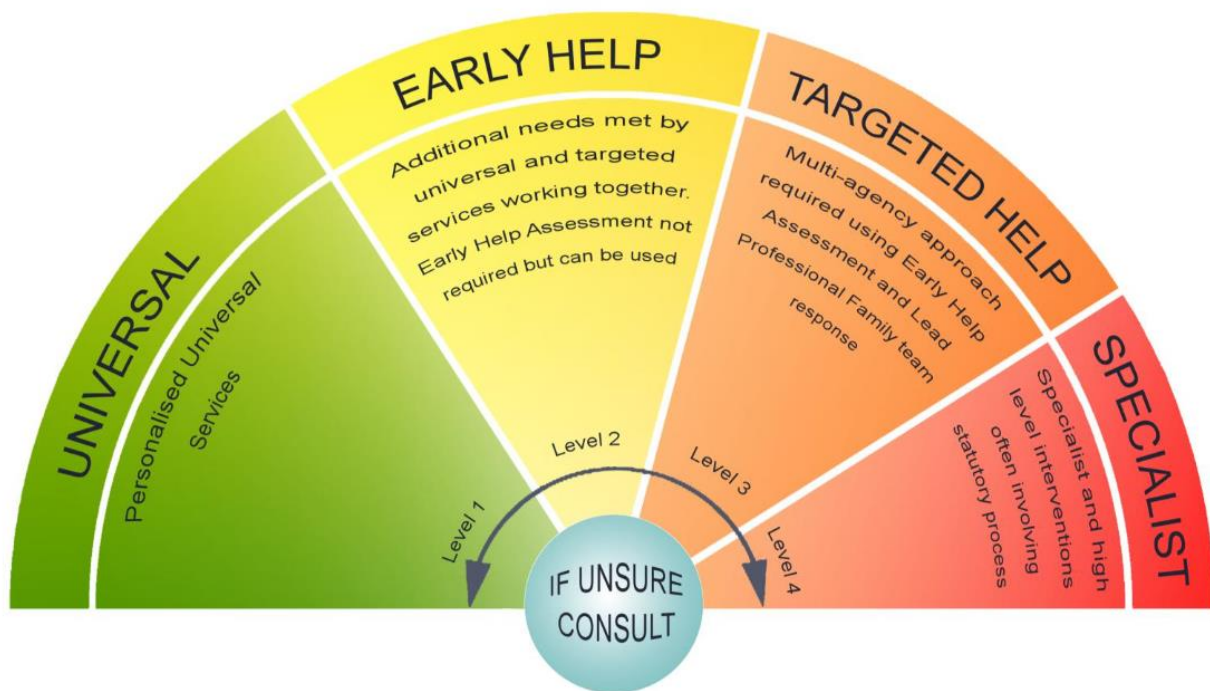 UNIVERSAL
Personalised Universal
Services
Level 1
EARLY HELP
Additional needs met by
universal and targeted
services working together.
Early Help Assessment not
required but can be used
Level 2
TARGETED HELP
Multi-agency approach
required using Early Help
Assessment and Lead
Professional Family team
response
Level 3
SPECIALIST
Specialist and high
level interventions
often involving
statutory process
Level 4
IF UNSURE
CONSULT